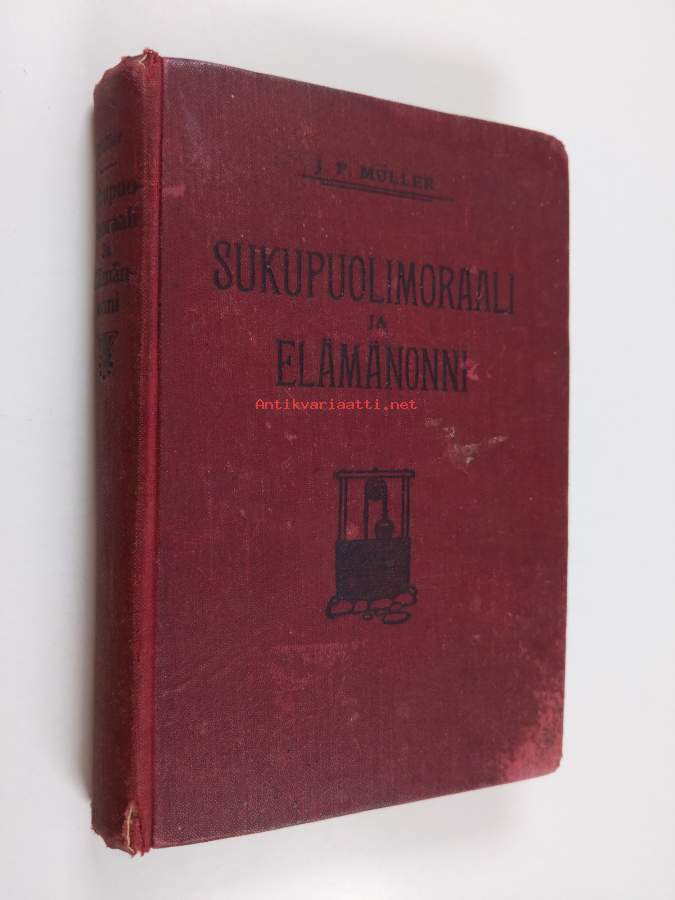 J. P. MÜLLER
SUKUPUOLIMORAALI
JA
ELÄMÄNONNI
Antikvariaatti.net